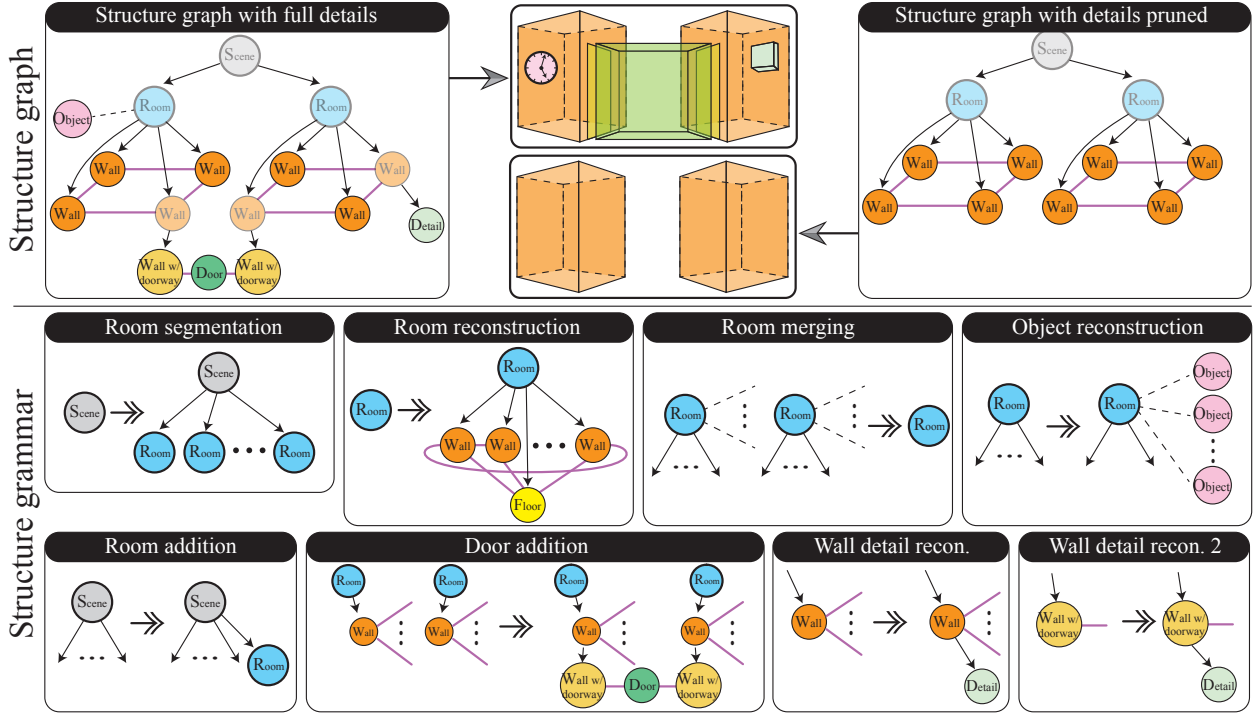 Structure graph
Structure graph with full details
Scene
Room
Room
Object
Wall
Wall
Wall
Wall
Wall
Wall
Wall
Wall
Detail
Wall w/
doorway
Door
Wall w/
doorway
Structure graph with details pruned
Scene
Room
Room
Wall
Wall
Wall
Wall
Wall
Wall
Wall
Wall
Structure grammar
Room segmentation
Scene
Scene
Room
Room
Room
Room reconstruction
Room
Room
Wall
Wall
Wall
Floor
Room merging
Room
Room
Room
Object reconstruction
Room
Room
Object
Object
Object
Room addition
Scene
Scene
Room
Door addition
Room
Room
Room
Room
Wall
Wall
Wall
Wall
Wall w/
doorway
Door
Wall w/
doorway
Wall detail recon.
Wall
Wall
Detail
Wall detail recon. 2
Wall w/
doorway
Wall w/
doorway
Detail